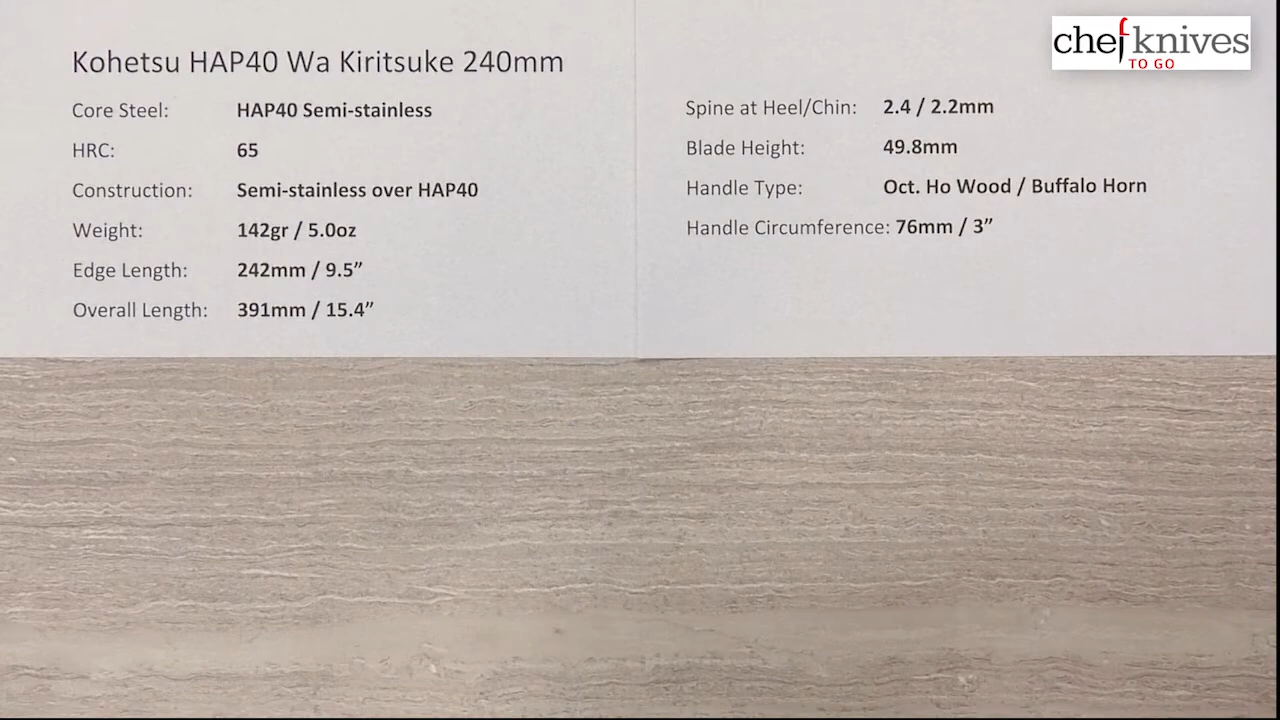 Kohetsu HAP40 Wa Kiritsuke 240mm
Core Steel: HAP40 Semi-stainless
HRC: 65
Construction: Semi-stainless over HAP40
Weight: 142gr / 5.0oz
Edge Length: 242mm / 9.5”
Overall Length: 391mm / 15.4”
Spine at Heel/Chin: 2.4 / 2.2mm
Blade Height: 49.8mm
Handle Type: Oct. Ho Wood / Buffalo Horn
Handle Circumference: 76mm / 3”
chefknives
TO GO